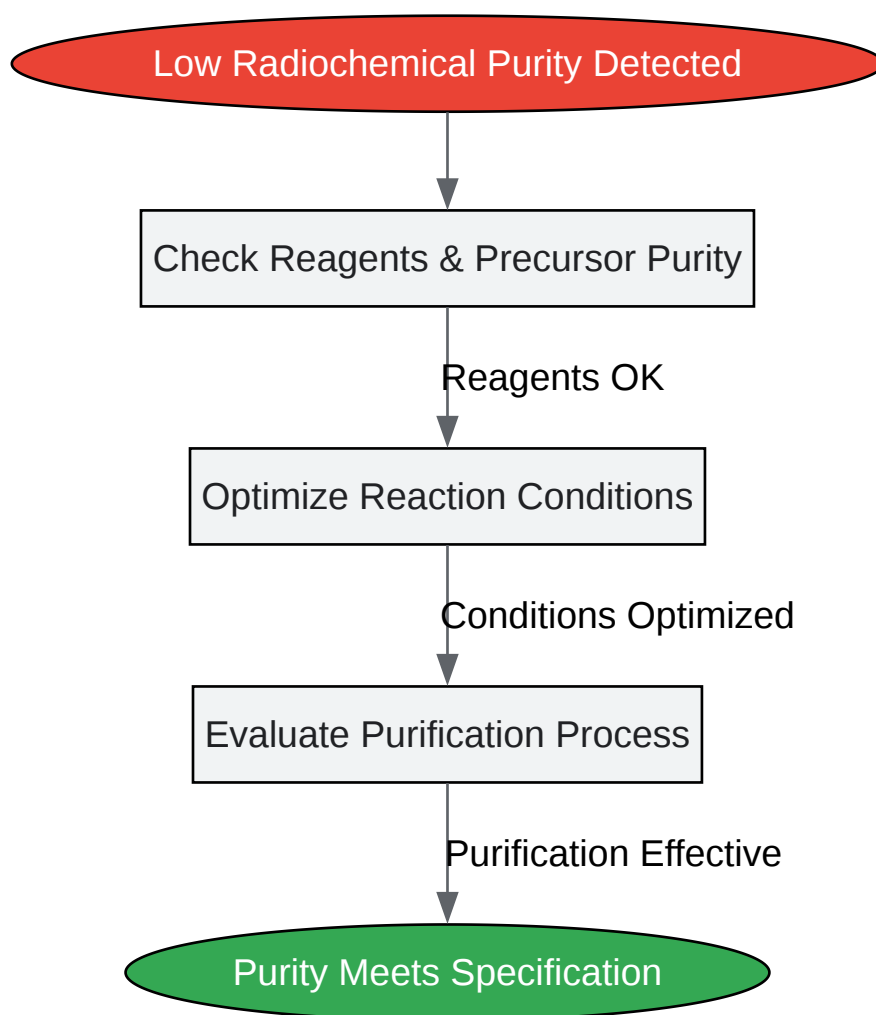 Low Radiochemical Purity Detected
Check Reagents & Precursor Purity
Reagents OK
Optimize Reaction Conditions
Conditions Optimized
Evaluate Purification Process
Purification Effective
Purity Meets Specification